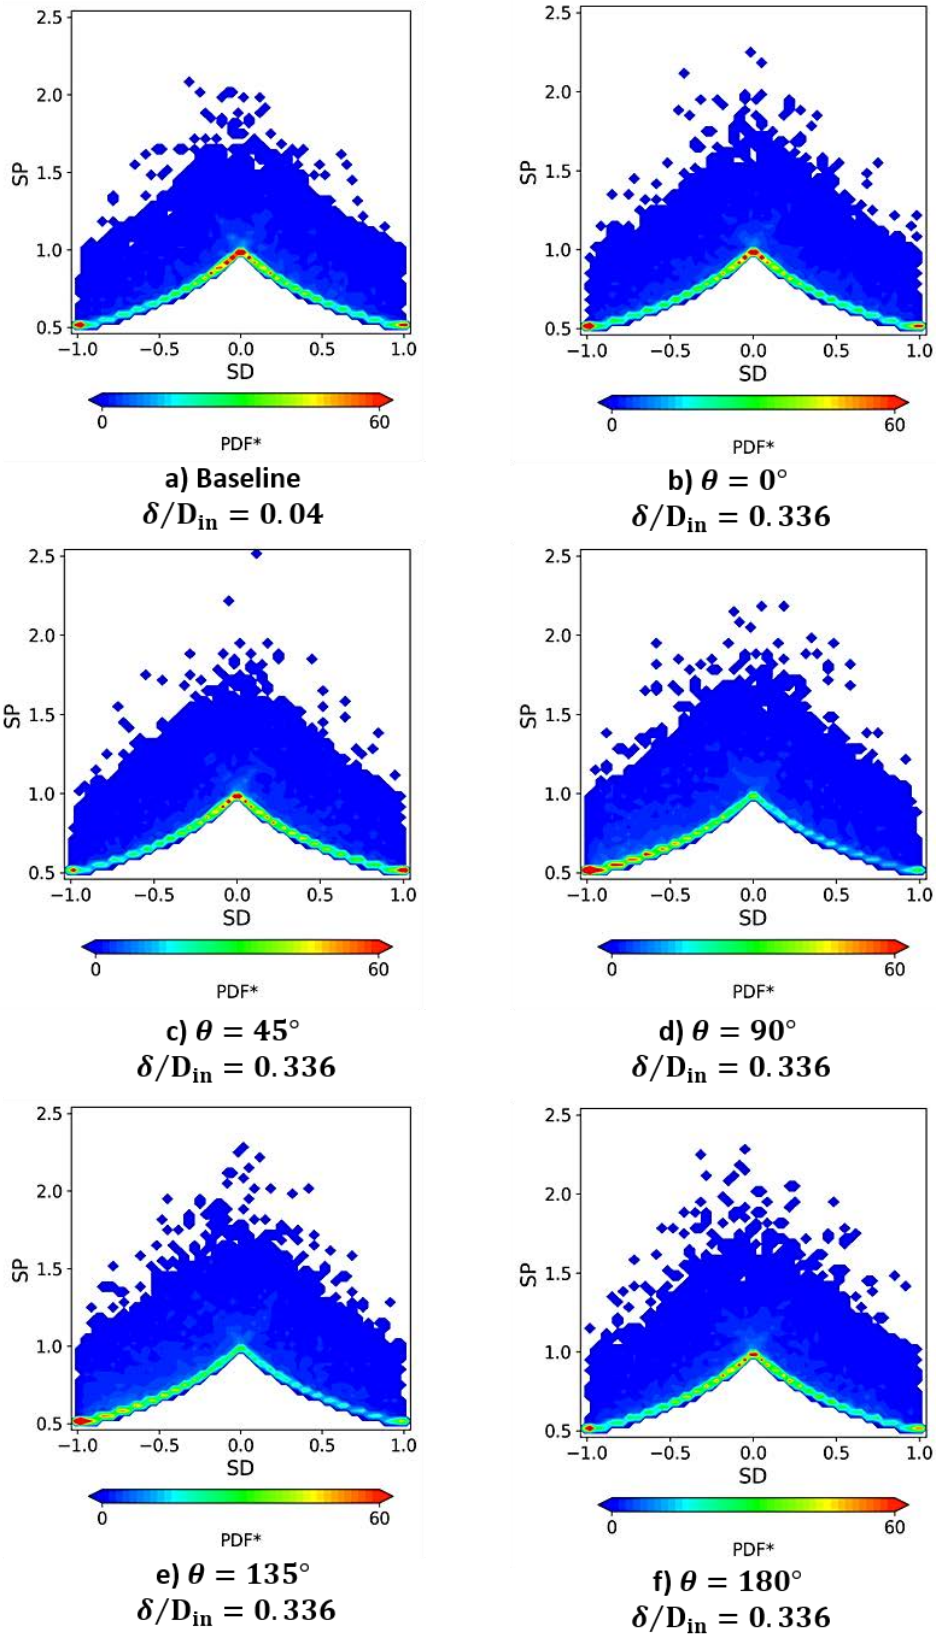 2.5
2.0
1.5
1.0
0.5
SP
−1.0 −0.5 0.0 0.5 1.0
SD
0 60
PDF*
a) Baseline
δ/D_in = 0.04
2.5
2.0
1.5
1.0
0.5
SP
−1.0 −0.5 0.0 0.5 1.0
SD
0 60
PDF*
b) θ = 0°
δ/D_in = 0.336
2.5
2.0
1.5
1.0
0.5
SP
−1.0 −0.5 0.0 0.5 1.0
SD
0 60
PDF*
c) θ = 45°
δ/D_in = 0.336
2.5
2.0
1.5
1.0
0.5
SP
−1.0 −0.5 0.0 0.5 1.0
SD
0 60
PDF*
d) θ = 90°
δ/D_in = 0.336
2.5
2.0
1.5
1.0
0.5
SP
−1.0 −0.5 0.0 0.5 1.0
SD
0 60
PDF*
e) θ = 135°
δ/D_in = 0.336
2.5
2.0
1.5
1.0
0.5
SP
−1.0 −0.5 0.0 0.5 1.0
SD
0 60
PDF*
f) θ = 180°
δ/D_in = 0.336